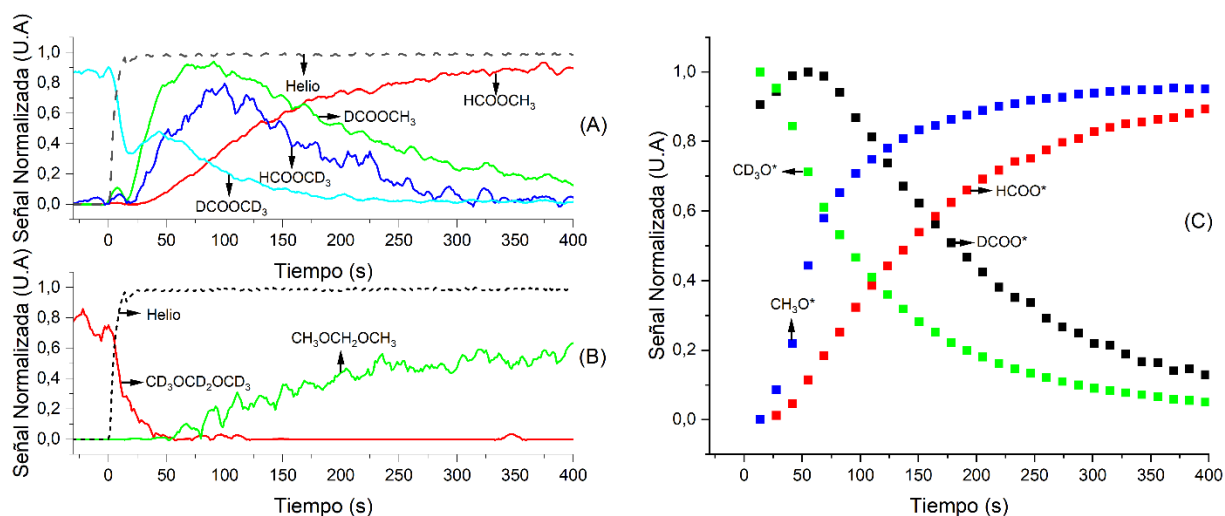 Señal Normalizada (U.A)
1,0
0,8
0,6
0,4
0,2
0,0
Helio
HCOOCH3
DCOOCH3
HCOOCD3
DCOOCD3
(A)
0 50 100 150 200 250 300 350 400
Tiempo (s)
Señal Normalizada (U.A)
1,0
0,8
0,6
0,4
0,2
0,0
Helio
CH3OCH2OCH3
CD3OCD2OCD3
(B)
0 50 100 150 200 250 300 350 400
Tiempo (s)
Señal Normalizada (U.A)
1,0
0,8
0,6
0,4
0,2
0,0
CD3O*
HCOO*
DCOO*
CH3O*
(C)
0 50 100 150 200 250 300 350 400
Tiempo (s)